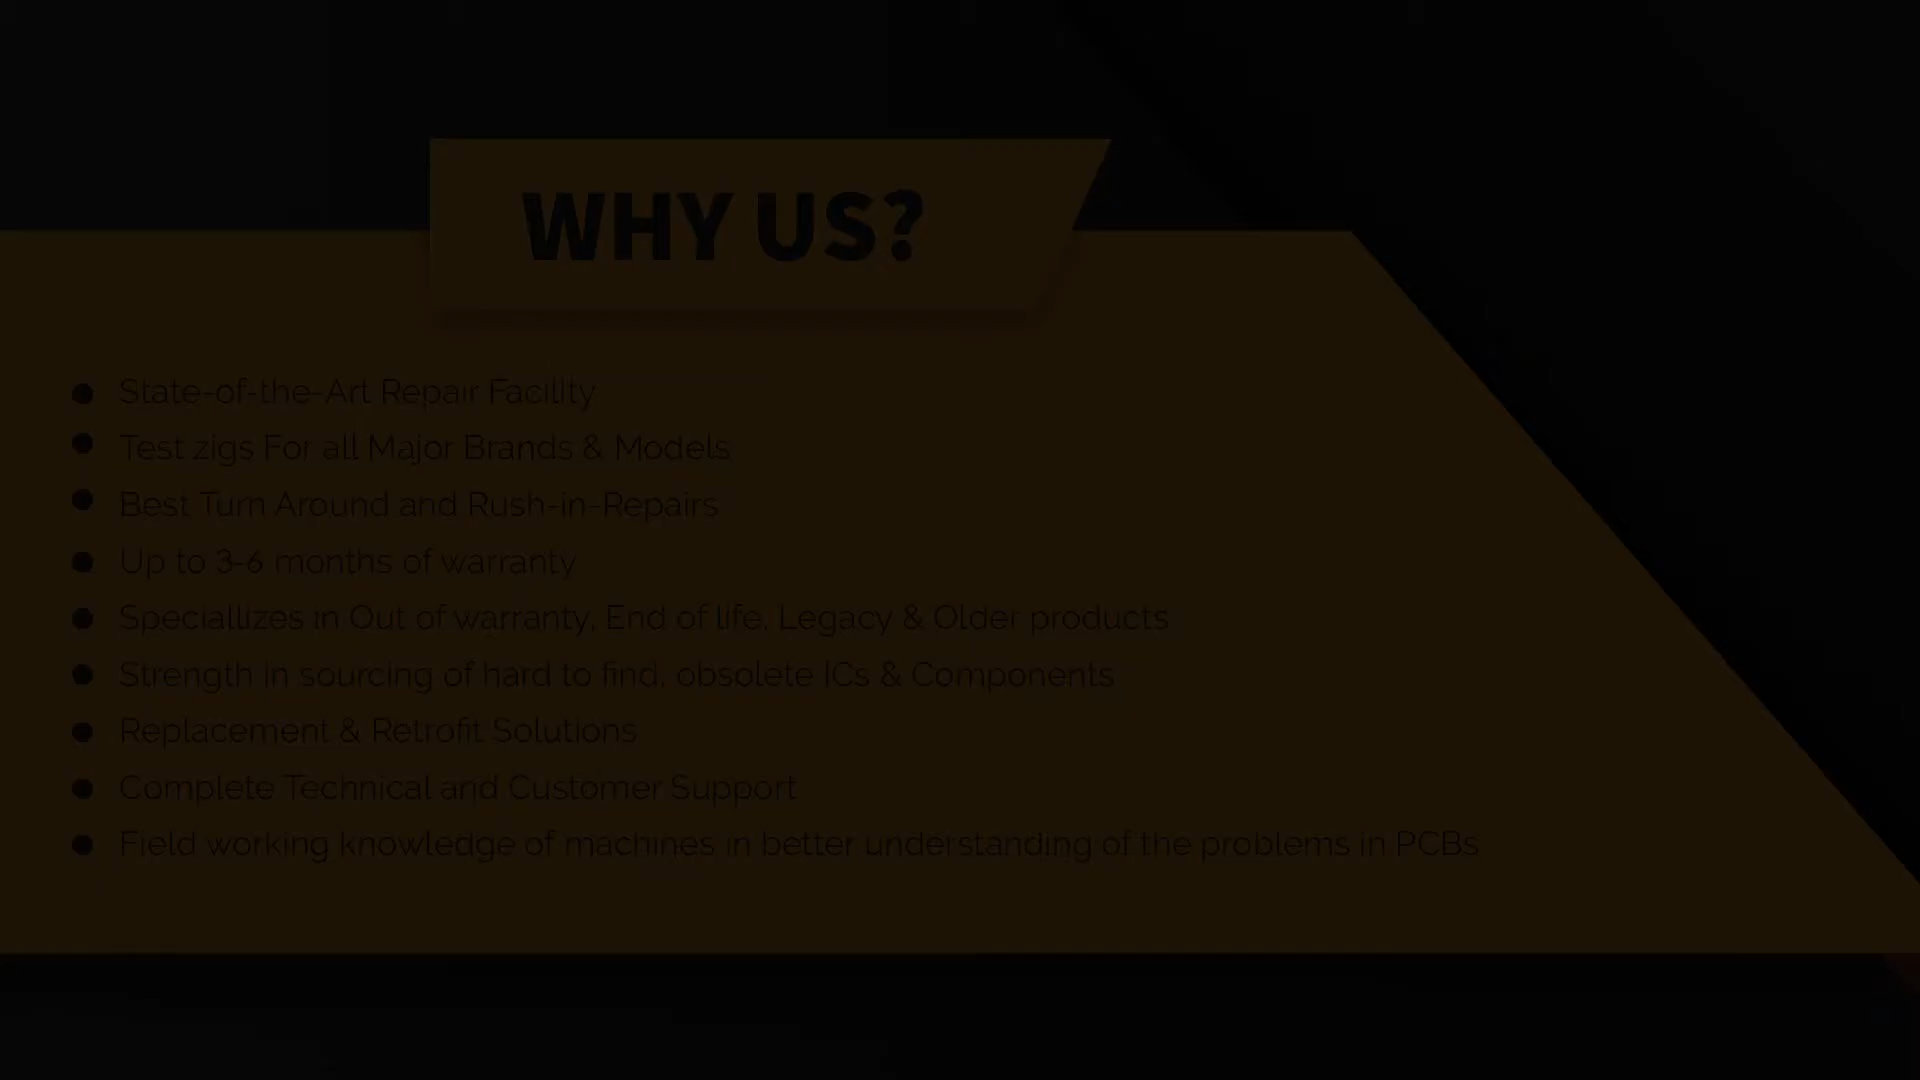 WHY US?
State-of-the-Art Repair Facility
Test zigs For all Major Brands & Models
Best Turn Around and Rush-in-Repairs
Up to 3-6 months of warranty
Speciallizes in Out of warranty, End of life, Legacy & Older products
Strength in sourcing of hard to find, obsolete ICs & Components
Replacement & Retrofit Solutions
Complete Technical and Customer Support
Field working knowledge of machines in better understanding of the problems in PCBs